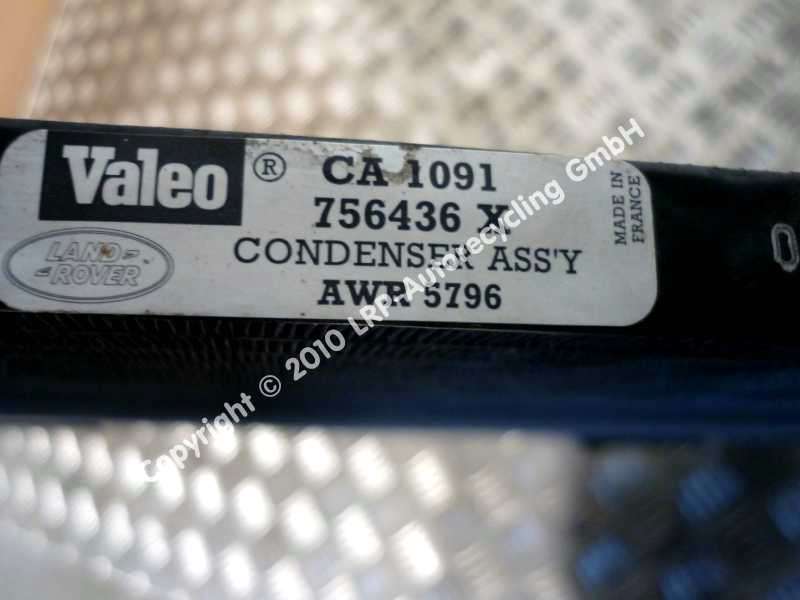 Valeo ® CA 1091
756436 X
CONDENSER ASS'Y
AWR 5796
LAND
ROVER
MADE IN
FRANCE
Copyright © 2010 LRP-Autorecycling GmbH